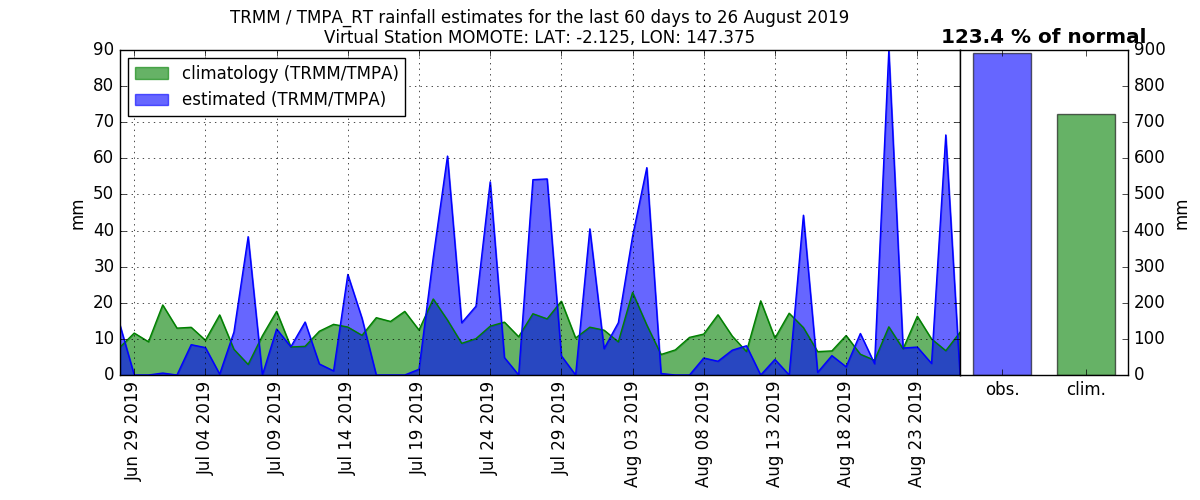 TRMM / TMPA_RT rainfall estimates for the last 60 days to 26 August 2019
Virtual Station MOMOTE: LAT: -2.125, LON: 147.375
123.4 % of normal
climatology (TRMM/TMPA)
estimated (TRMM/TMPA)
90
80
70
60
50
40
30
20
10
0
mm
Jun 29 2019
Jul 04 2019
Jul 09 2019
Jul 14 2019
Jul 19 2019
Jul 24 2019
Jul 29 2019
Aug 03 2019
Aug 08 2019
Aug 13 2019
Aug 18 2019
Aug 23 2019
obs.
clim.
900
800
700
600
500
400
300
200
100
0
mm